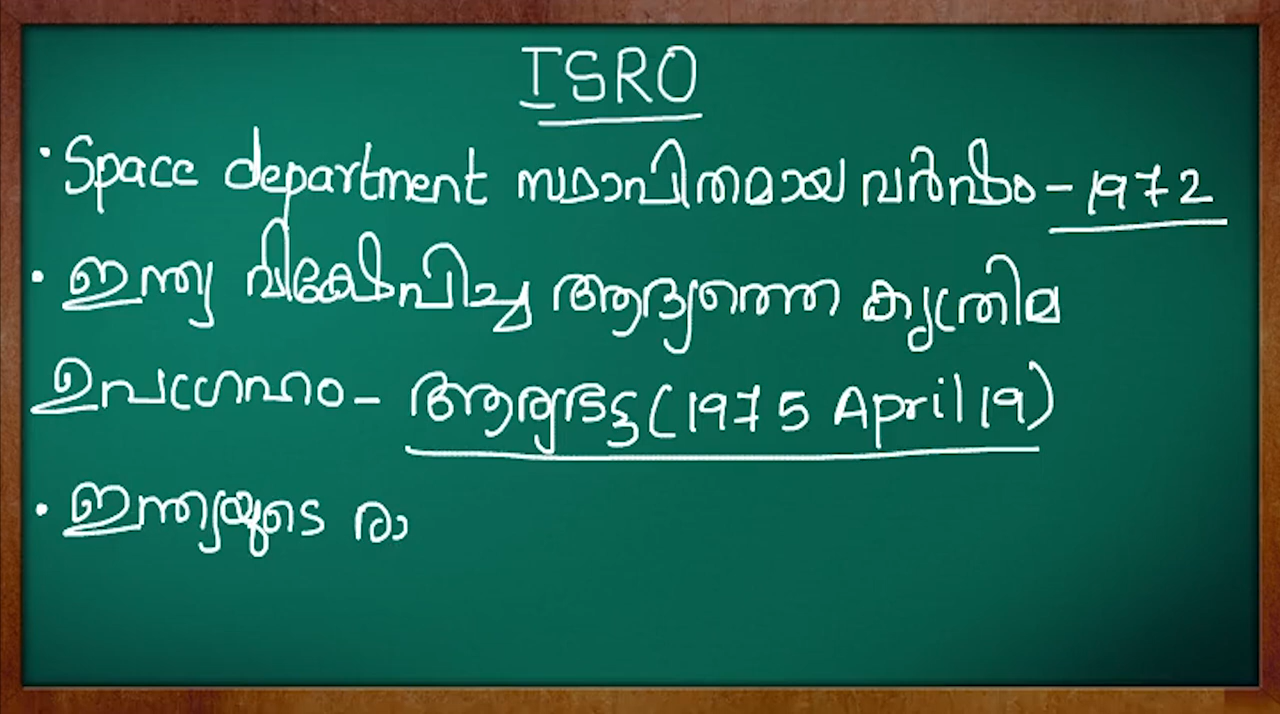 ISRO
• Space department സ്ഥാപിതമായ വർഷം - 1972
• ഇന്ത്യ വിക്ഷേപിച്ച ആദ്യത്തെ കൃത്രിമ
ഉപഗ്രഹം - ആര്യഭട്ട (1975 April 19)
• ഇന്ത്യയുടെ രാ